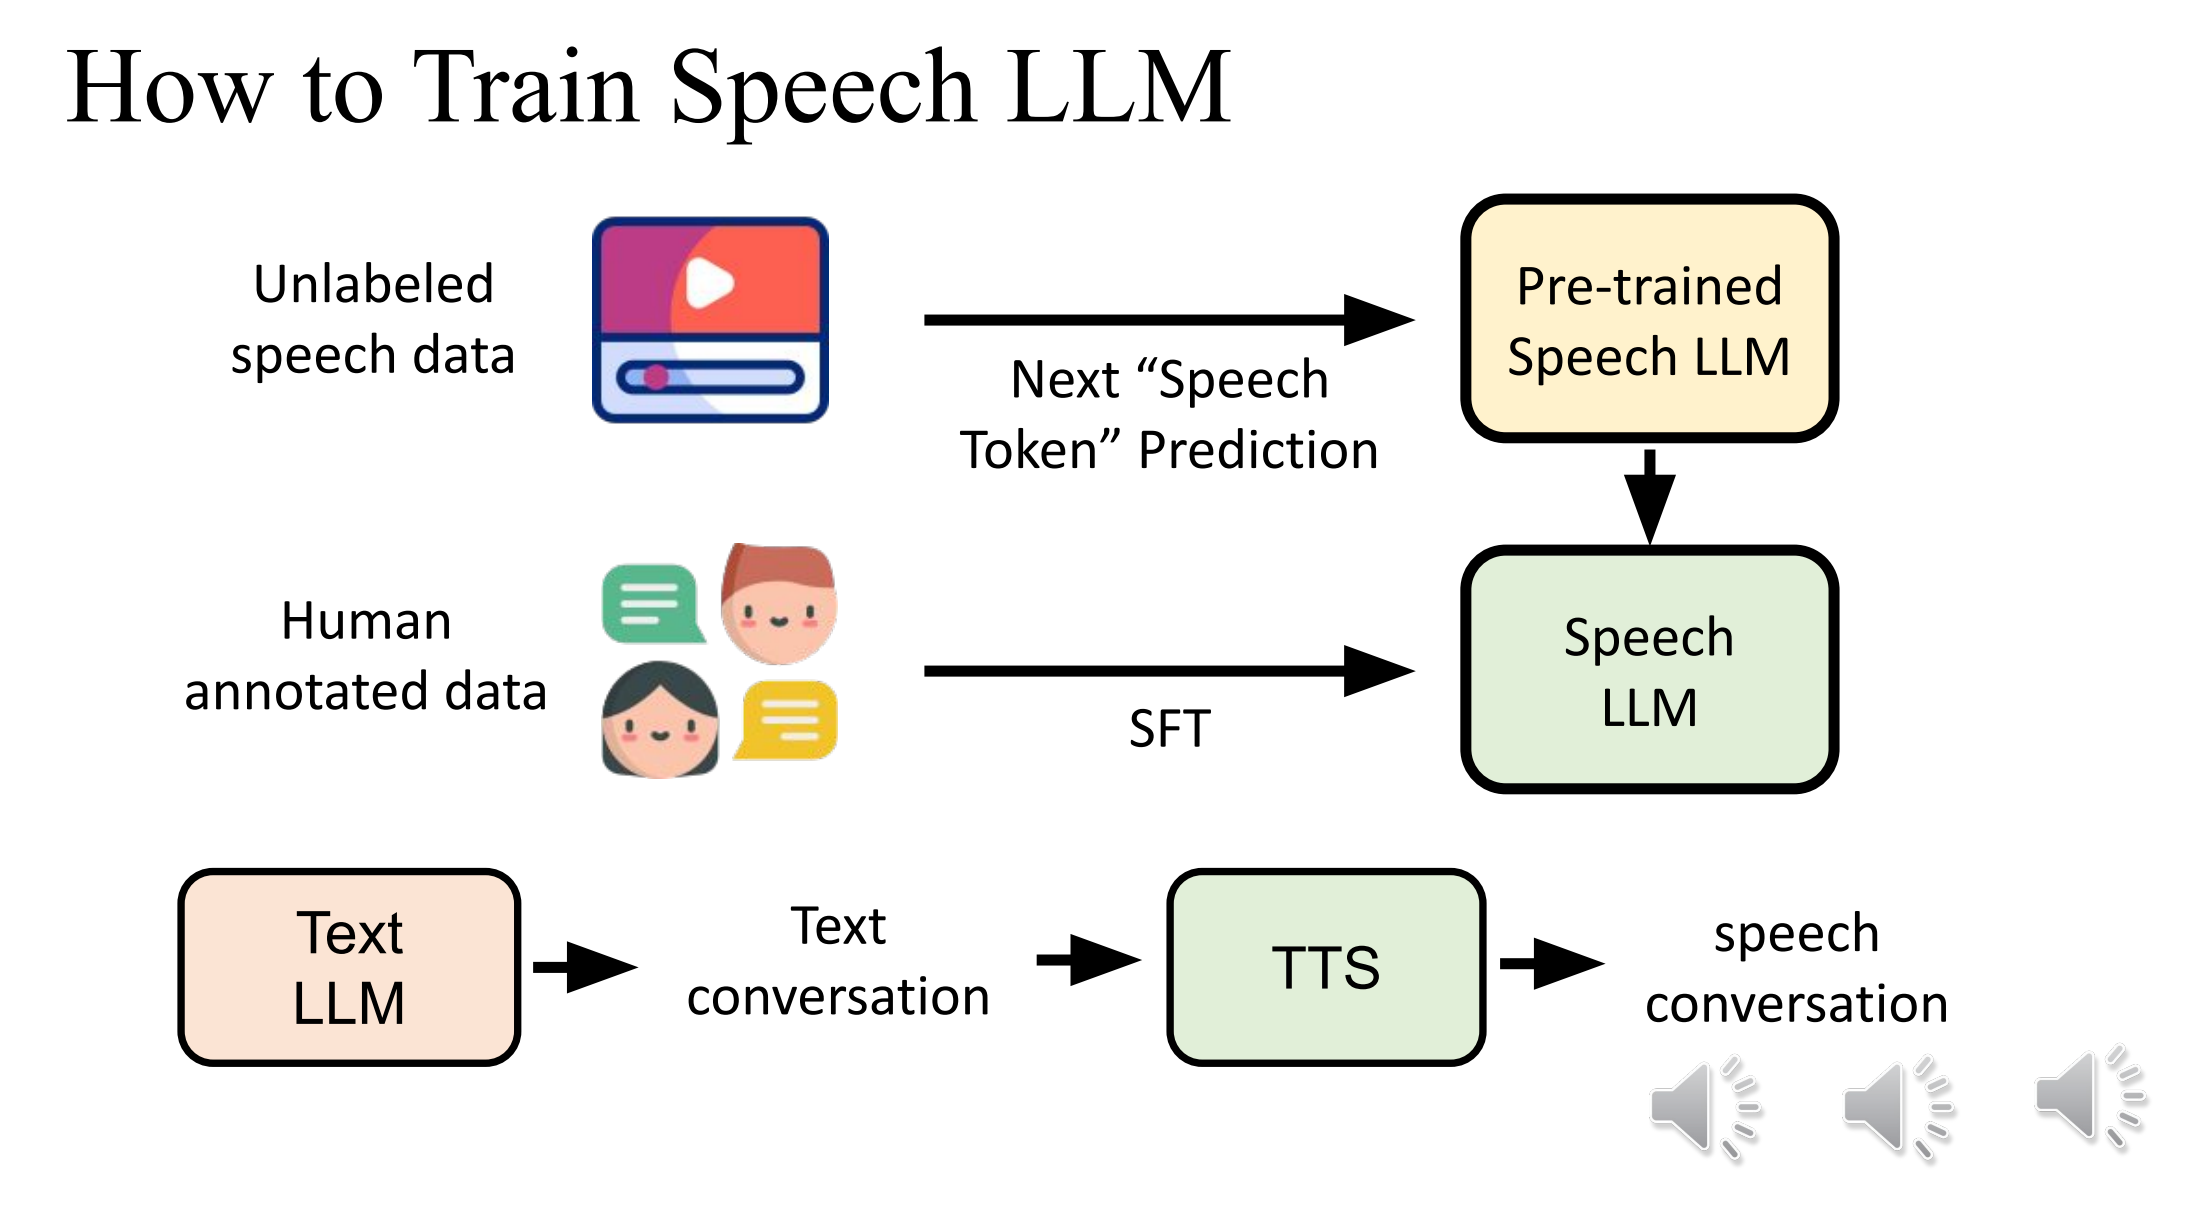 How to Train Speech LLM
Unlabeled
speech data
Next “Speech
Token” Prediction
Pre-trained
Speech LLM
Human
annotated data
SFT
Speech
LLM
Text
LLM
Text
conversation
TTS
speech
conversation